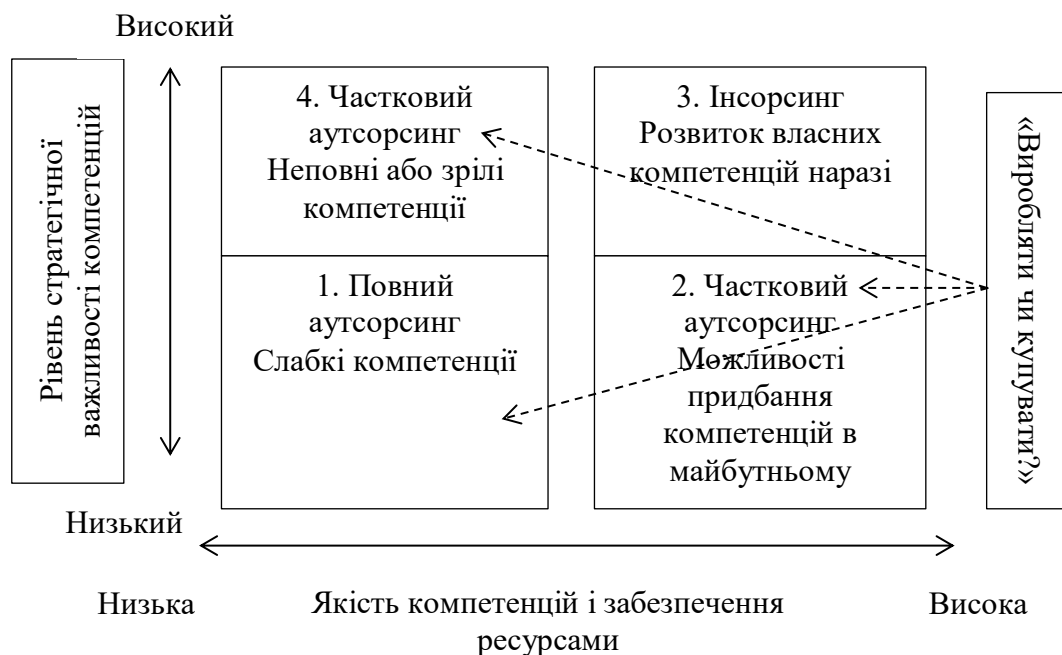 Високий
Рівень стратегічної
важливості компетенцій
4. Частковий
аутсорсинг
Неповні або зрілі
компетенції
3. Інсорсинг
Розвиток власних
компетенцій наразі
«Виробляти чи купувати?»
1. Повний
аутсорсинг
Слабкі компетенції
2. Частковий
аутсорсинг
Можливості
придбання
компетенцій в
майбутньому
Низький
Низька
Якість компетенцій і забезпечення
ресурсами
Висока